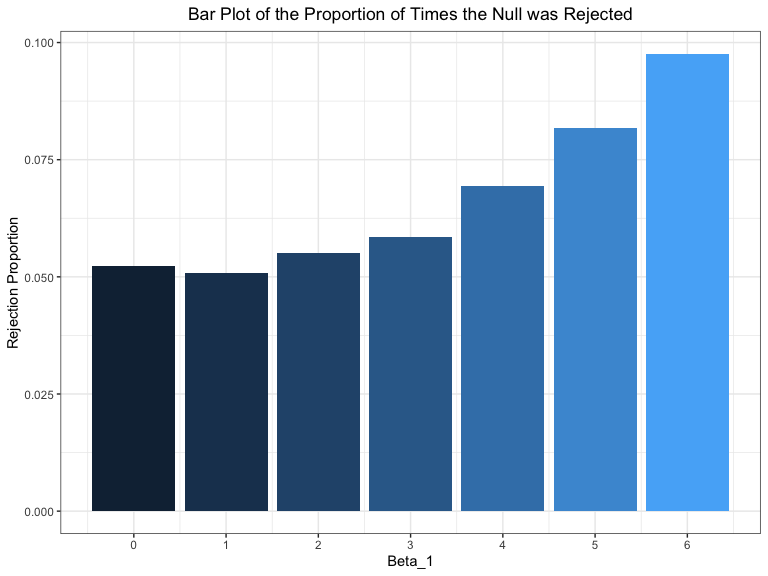 Bar Plot of the Proportion of Times the Null was Rejected
0.100
0.075
0.050
0.025
0.000
Rejection Proportion
0 1 2 3 4 5 6
Beta_1